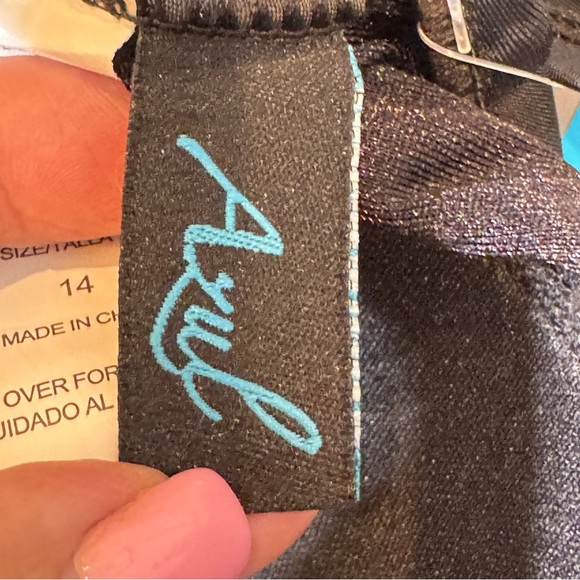 Azul
SIZE/TALLA
14
MADE IN CH
OVER FOR
UIDADO AL